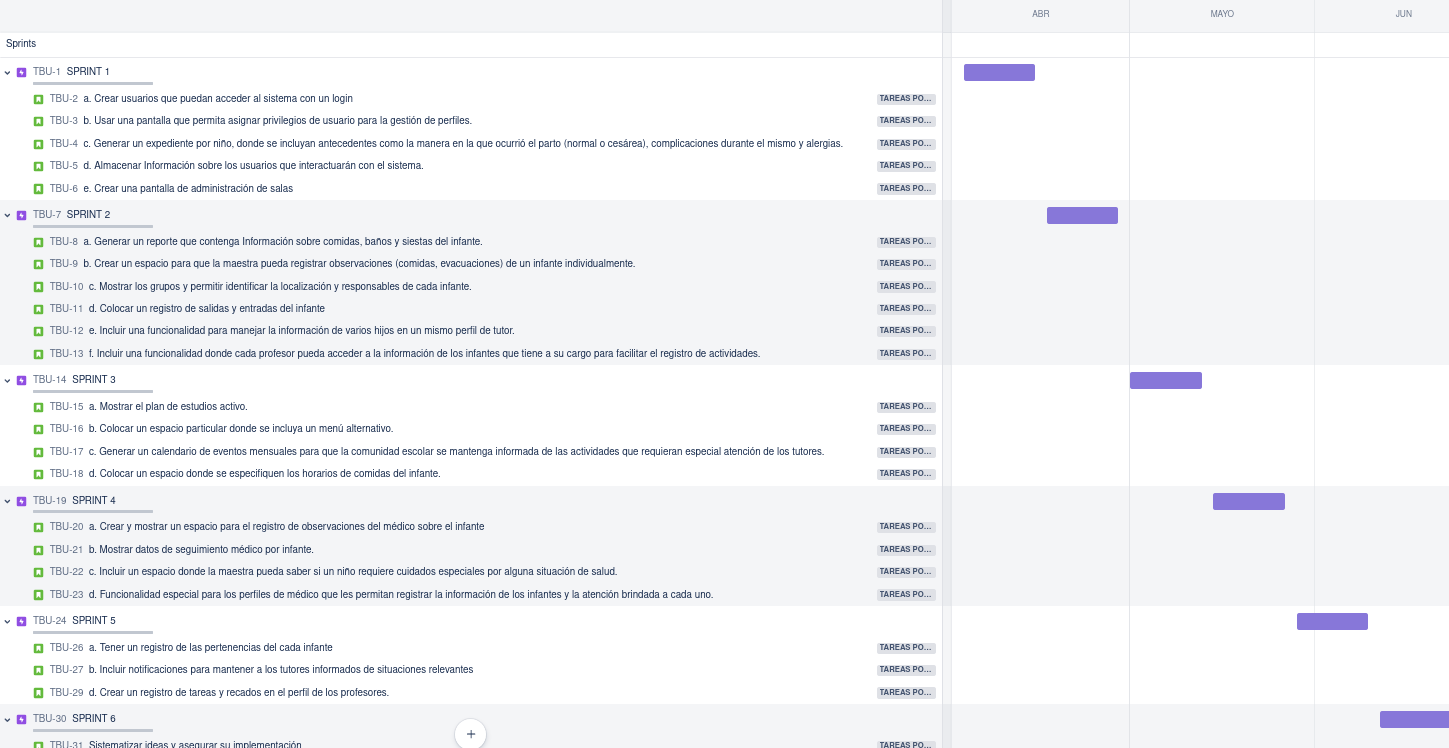 ABR MAYO JUN
Sprints
TBU-1 SPRINT 1
TBU-2 a. Crear usuarios que puedan acceder al sistema con un login TAREAS PO...
TBU-3 b. Usar una pantalla que permita asignar privilegios de usuario para la gestión de perfiles. TAREAS PO...
TBU-4 c. Generar un expediente por niño, donde se incluyan antecedentes como la manera en la que ocurrió el parto (normal o cesárea), complicaciones durante el mismo y alergias. TAREAS PO...
TBU-5 d. Almacenar Información sobre los usuarios que interactuarán con el sistema. TAREAS PO...
TBU-6 e. Crear una pantalla de administración de salas TAREAS PO...
TBU-7 SPRINT 2
TBU-8 a. Generar un reporte que contenga Información sobre comidas, baños y siestas del infante. TAREAS PO...
TBU-9 b. Crear un espacio para que la maestra pueda registrar observaciones (comidas, evacuaciones) de un infante individualmente. TAREAS PO...
TBU-10 c. Mostrar los grupos y permitir identificar la localización y responsables de cada infante. TAREAS PO...
TBU-11 d. Colocar un registro de salidas y entradas del infante TAREAS PO...
TBU-12 e. Incluir una funcionalidad para manejar la información de varios hijos en un mismo perfil de tutor. TAREAS PO...
TBU-13 f. Incluir una funcionalidad donde cada profesor pueda acceder a la información de los infantes que tiene a su cargo para facilitar el registro de actividades. TAREAS PO...
TBU-14 SPRINT 3
TBU-15 a. Mostrar el plan de estudios activo. TAREAS PO...
TBU-16 b. Colocar un espacio particular donde se incluya un menú alternativo. TAREAS PO...
TBU-17 c. Generar un calendario de eventos mensuales para que la comunidad escolar se mantenga informada de las actividades que requieran especial atención de los tutores. TAREAS PO...
TBU-18 d. Colocar un espacio donde se especifiquen los horarios de comidas del infante. TAREAS PO...
TBU-19 SPRINT 4
TBU-20 a. Crear y mostrar un espacio para el registro de observaciones del médico sobre el infante TAREAS PO...
TBU-21 b. Mostrar datos de seguimiento médico por infante. TAREAS PO...
TBU-22 c. Incluir un espacio donde la maestra pueda saber si un niño requiere cuidados especiales por alguna situación de salud. TAREAS PO...
TBU-23 d. Funcionalidad especial para los perfiles de médico que les permitan registrar la información de los infantes y la atención brindada a cada uno. TAREAS PO...
TBU-24 SPRINT 5
TBU-26 a. Tener un registro de las pertenencias del cada infante TAREAS PO...
TBU-27 b. Incluir notificaciones para mantener a los tutores informados de situaciones relevantes TAREAS PO...
TBU-29 d. Crear un registro de tareas y recados en el perfil de los profesores. TAREAS PO...
TBU-30 SPRINT 6
TBU-31 Sistematizar ideas y asegurar su implementación TAREAS PO...